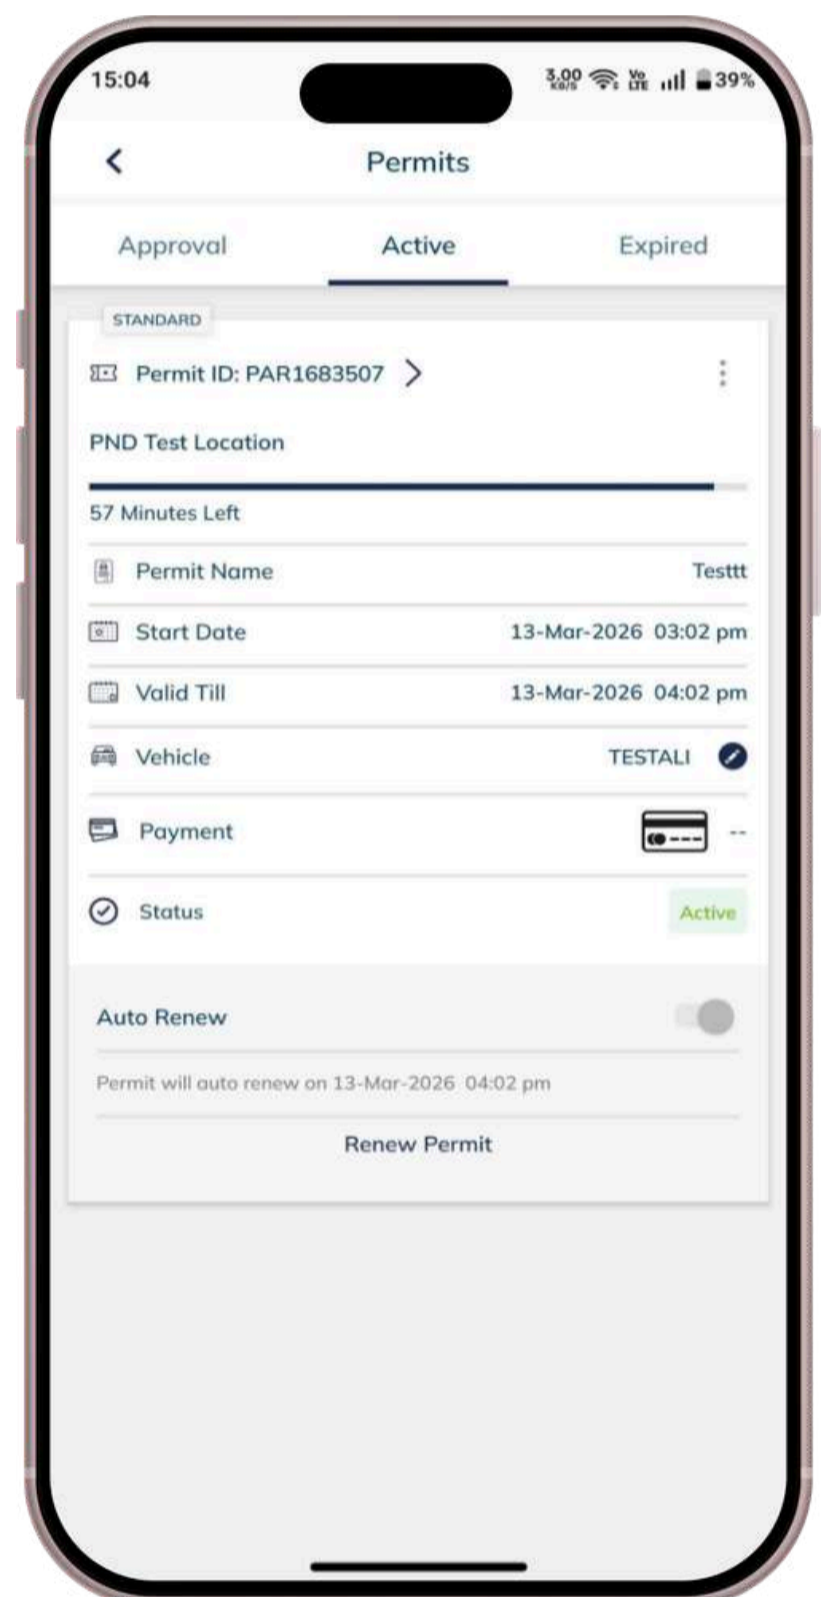 15:04 3.00 KB/S Vo LTE 39%
Permits
Approval Active Expired
STANDARD
Permit ID: PAR1683507
PND Test Location
57 Minutes Left
Permit Name Testtt
Start Date 13-Mar-2026 03:02 pm
Valid Till 13-Mar-2026 04:02 pm
Vehicle TESTALI
Payment --
Status Active
Auto Renew
Permit will auto renew on 13-Mar-2026 04:02 pm
Renew Permit